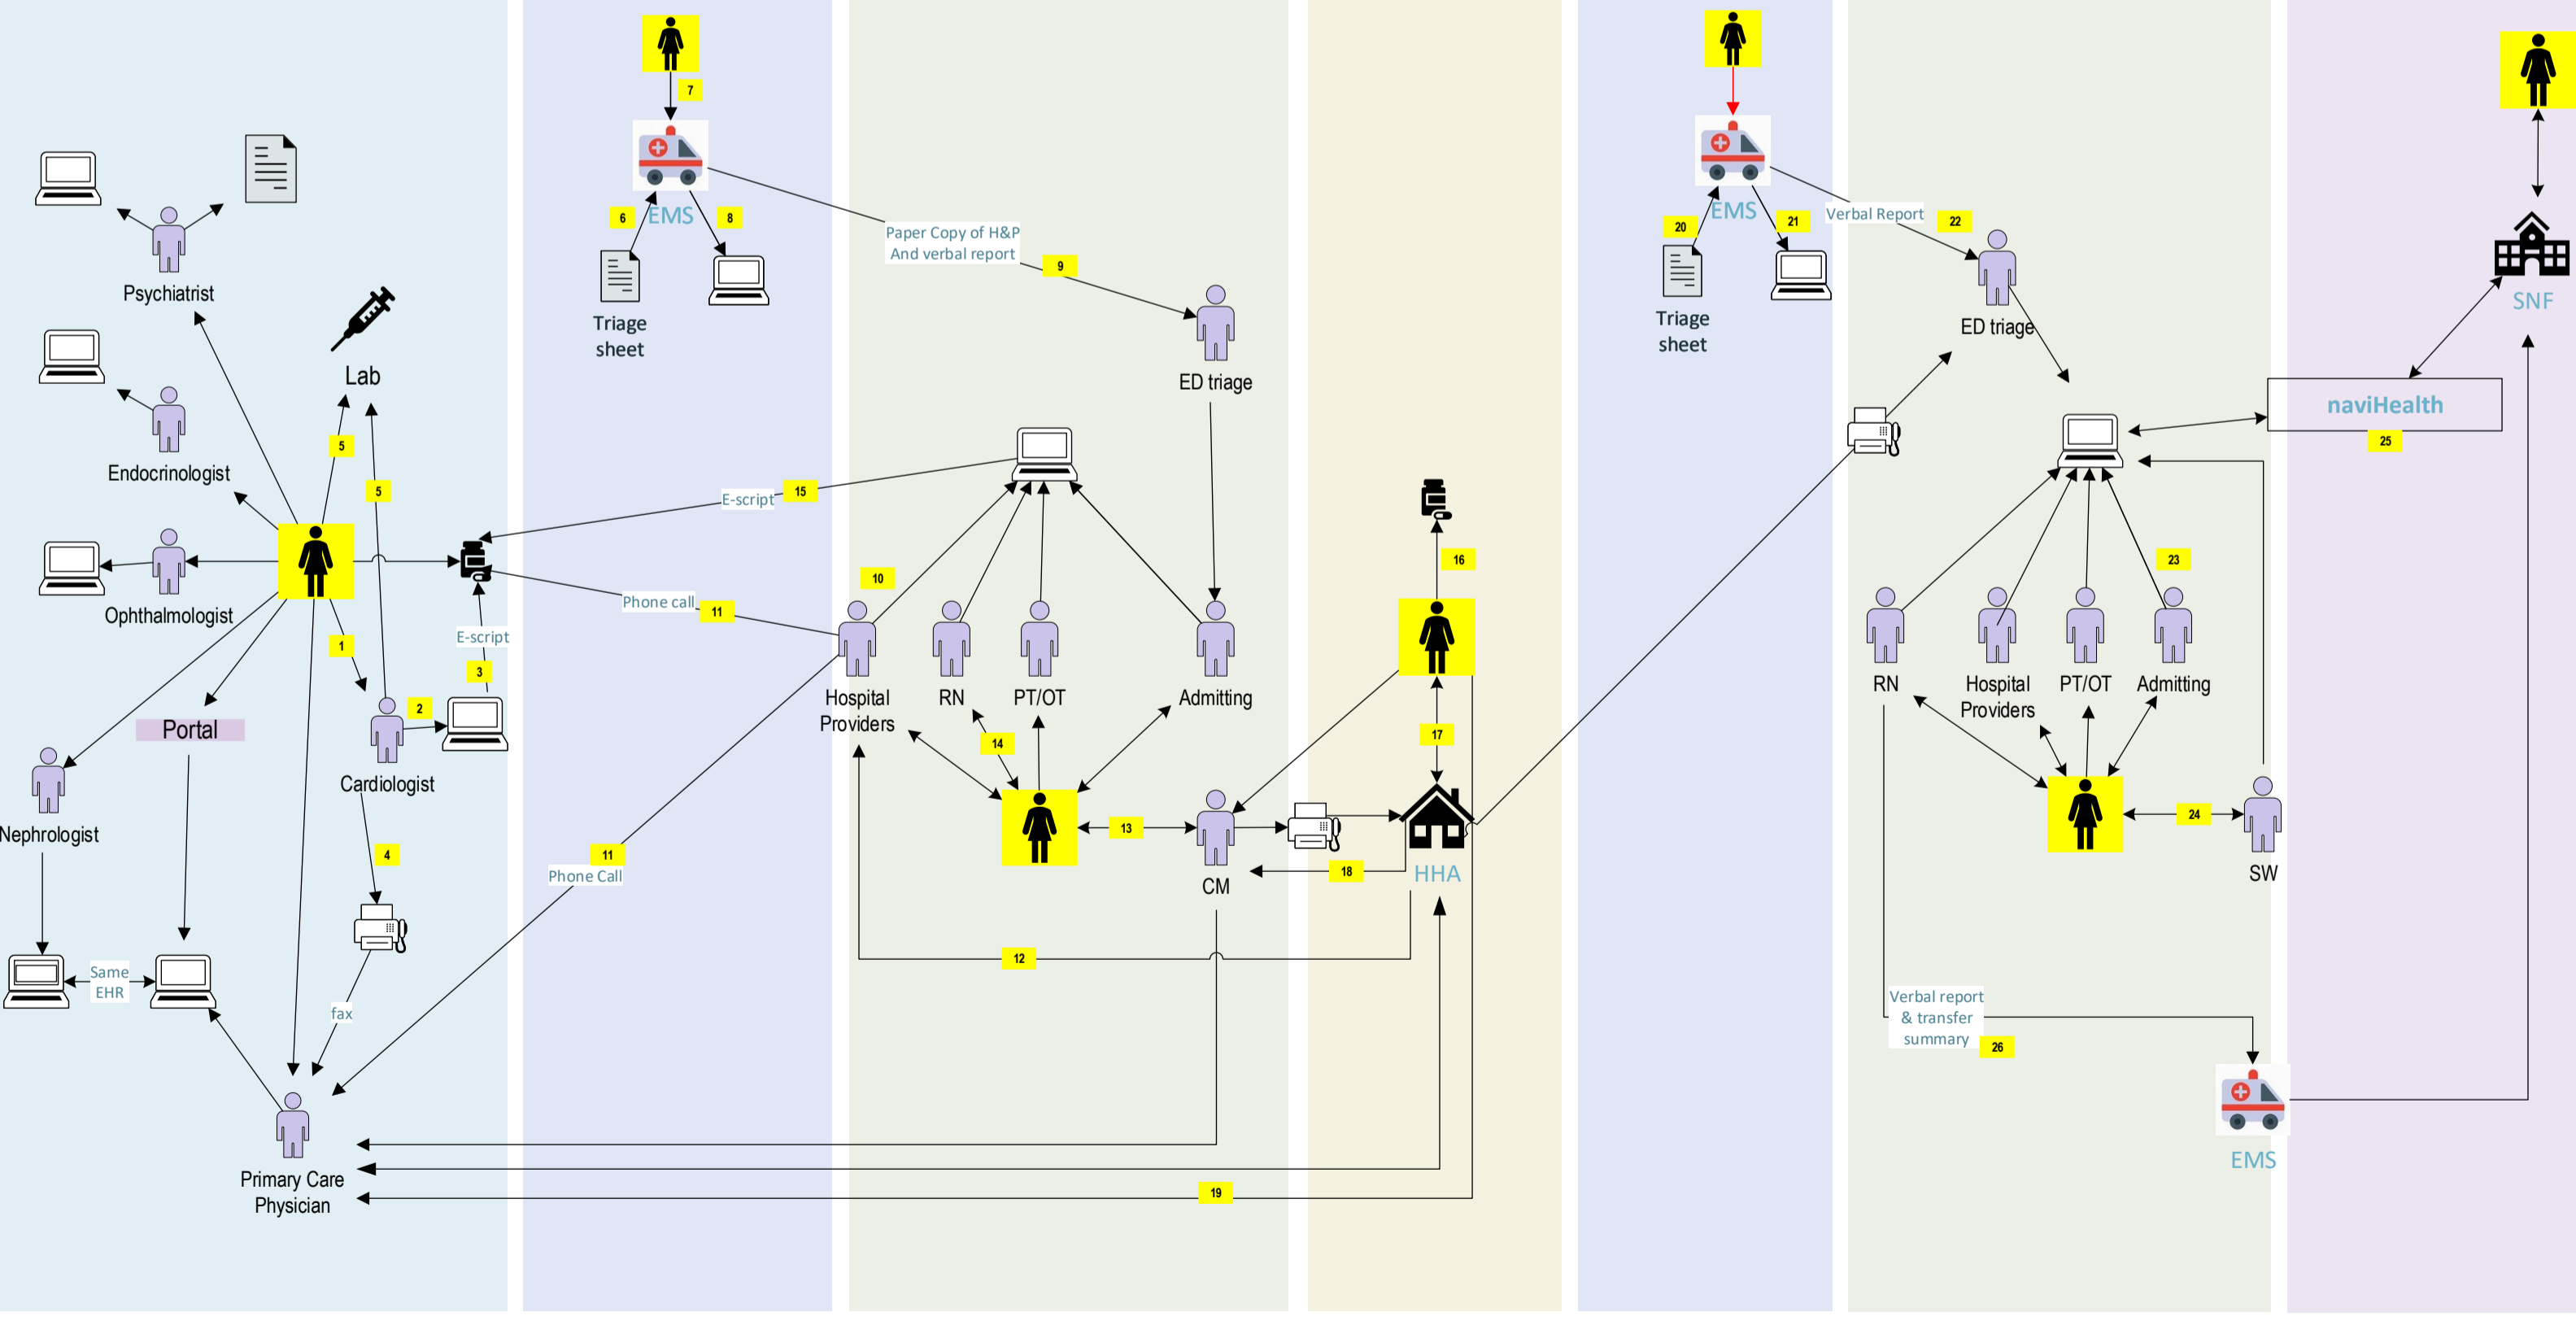 Psychiatrist
Lab
Endocrinologist
5
5
Ophthalmologist
1
E-script
3
2
Portal
Cardiologist
Nephrologist
4
Same
EHR
fax
Primary Care
Physician
7
EMS
6
8
Triage
sheet
Paper Copy of H&P
And verbal report
9
ED triage
E-script
15
Phone call
11
10
Hospital
Providers
RN
PT/OT
Admitting
14
13
CM
11
Phone Call
12
19
16
17
18
HHA
EMS
20
21
Triage
sheet
Verbal Report
22
ED triage
23
RN
Hospital
Providers
PT/OT
Admitting
24
SW
Verbal report
& transfer
summary
26
EMS
SNF
naviHealth
25